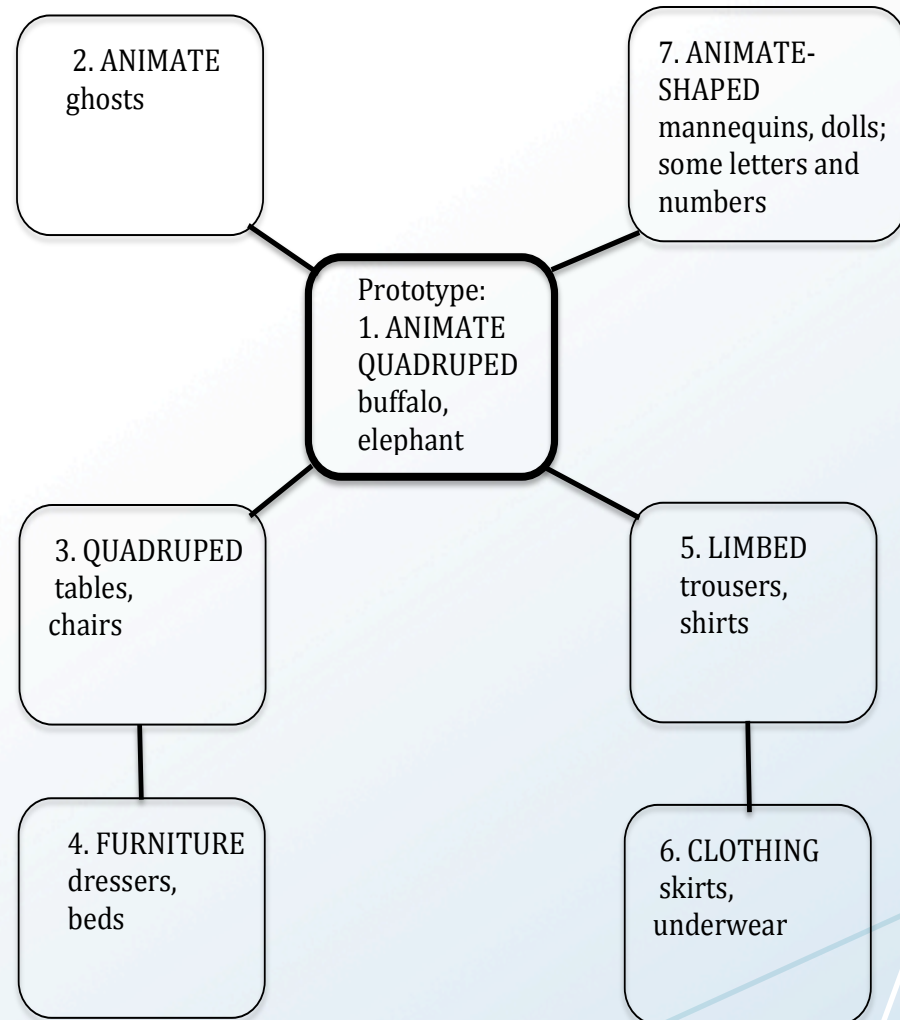 2. ANIMATE
ghosts
7. ANIMATE-
SHAPED
mannequins, dolls;
some letters and
numbers
Prototype:
1. ANIMATE
QUADRUPED
buffalo,
elephant
3. QUADRUPED
tables,
chairs
5. LIMBED
trousers,
shirts
4. FURNITURE
dressers,
beds
6. CLOTHING
skirts,
underwear